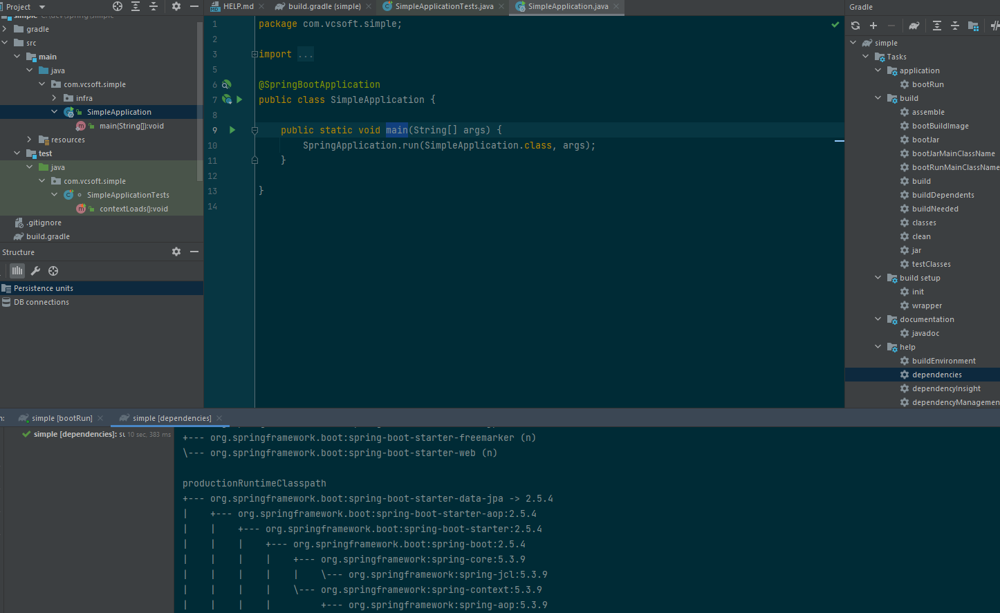 Project
simple C:\dev\spring\simple
gradle
src
main
java
com.vcsoft.simple
infra
SimpleApplication
main(String[]):void
resources
test
java
com.vcsoft.simple
SimpleApplicationTests
contextLoads():void
.gitignore
build.gradle
Structure
Persistence units
DB connections
HELP.md
build.gradle (simple)
SimpleApplicationTests.java
SimpleApplication.java
1 package com.vcsoft.simple;
2
3 import ...
5
6 @SpringBootApplication
7 public class SimpleApplication {
8
9 public static void main(String[] args) {
10 SpringApplication.run(SimpleApplication.class, args);
11 }
12
13 }
14
Gradle
simple
Tasks
application
bootRun
build
assemble
bootBuildImage
bootJar
bootJarMainClassName
bootRunMainClassName
build
buildDependents
buildNeeded
classes
clean
jar
testClasses
build setup
init
wrapper
documentation
javadoc
help
buildEnvironment
dependencies
dependencyInsight
dependencyManagemen
n: simple [bootRun] simple [dependencies]
simple [dependencies]: su 10 sec, 383 ms
+--- org.springframework.boot:spring-boot-starter-freemarker (n)
\--- org.springframework.boot:spring-boot-starter-web (n)
productionRuntimeClasspath
+--- org.springframework.boot:spring-boot-starter-data-jpa -> 2.5.4
|    +--- org.springframework.boot:spring-boot-starter-aop:2.5.4
|    |    +--- org.springframework.boot:spring-boot-starter:2.5.4
|    |    |    +--- org.springframework.boot:spring-boot:2.5.4
|    |    |    |    +--- org.springframework:spring-core:5.3.9
|    |    |    |    |    \--- org.springframework:spring-jcl:5.3.9
|    |    |    |    \--- org.springframework:spring-context:5.3.9
|    |    |    |         +--- org.springframework:spring-aop:5.3.9